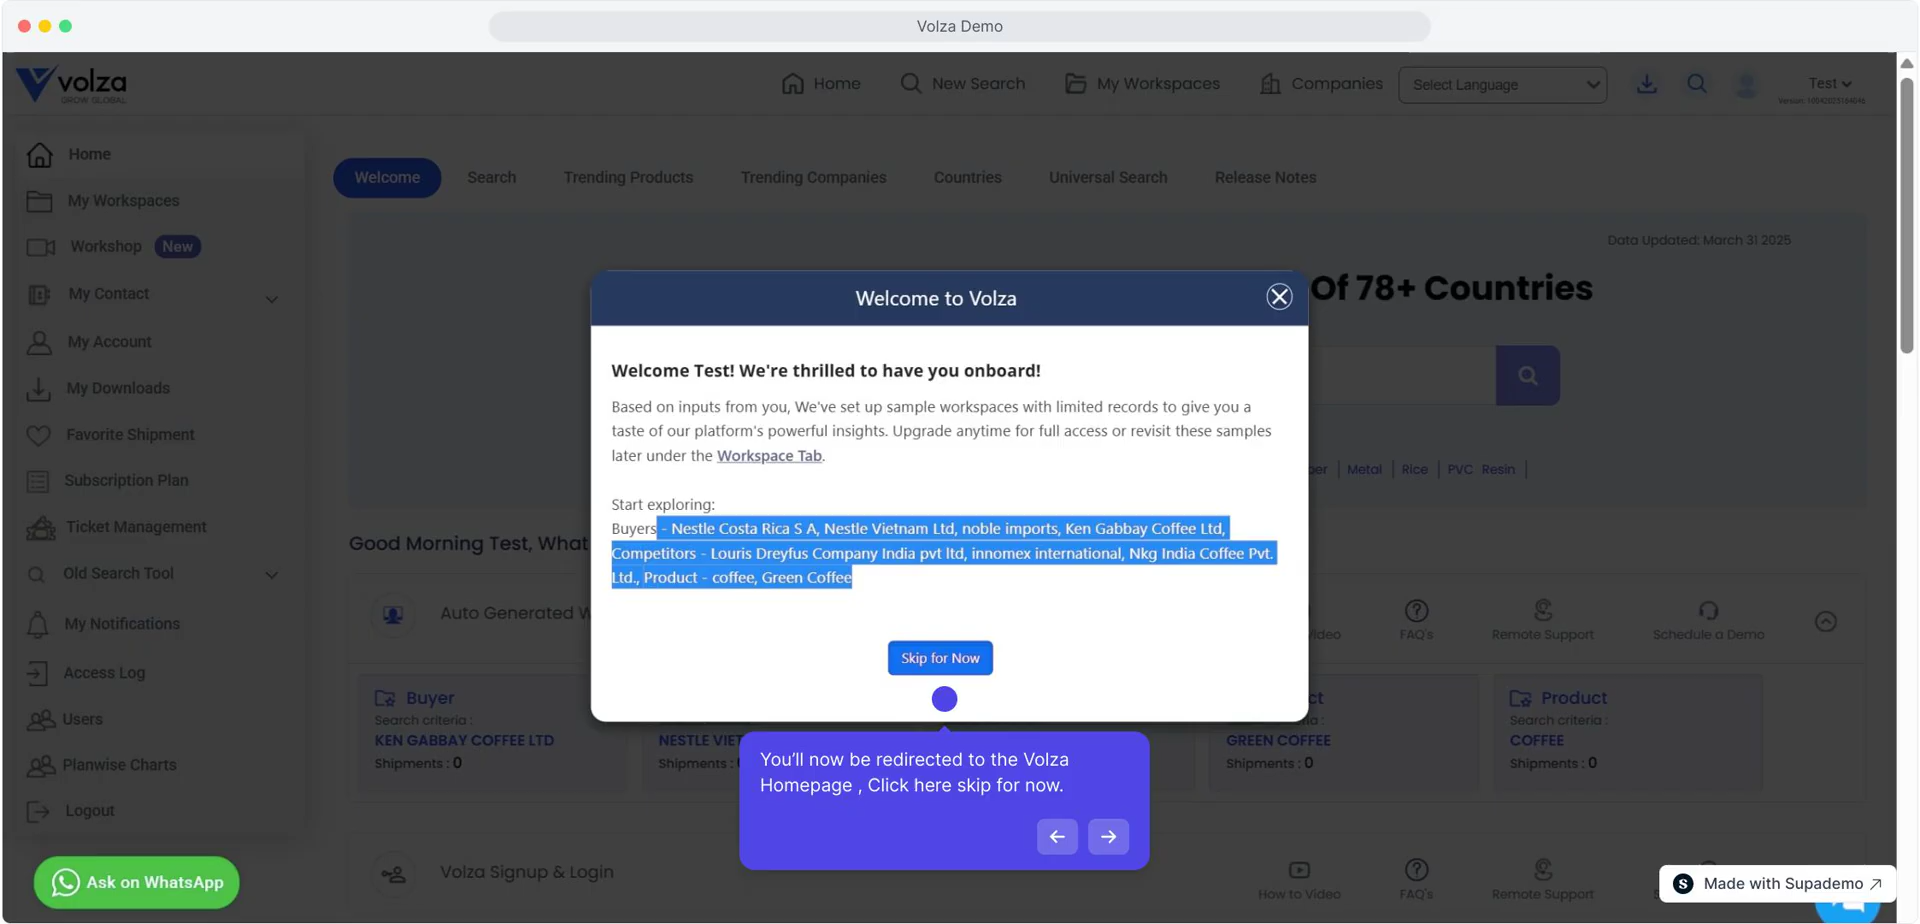 Volza Demo
volza
GROW GLOBAL
Home
New Search
My Workspaces
Companies
Select Language
Test
Home
My Workspaces
Workshop New
My Contact
My Account
My Downloads
Favorite Shipment
Subscription Plan
Ticket Management
Old Search Tool
My Notifications
Access Log
Users
Planwise Charts
Logout
Ask on WhatsApp
Welcome
Search
Trending Products
Trending Companies
Countries
Universal Search
Release Notes
Data Updated: March 31 2025
Of 78+ Countries
Metal | Rice | PVC Resin |
Good Morning Test, What
Welcome to Volza
Welcome Test! We're thrilled to have you onboard!
Based on inputs from you, We've set up sample workspaces with limited records to give you a
taste of our platform's powerful insights. Upgrade anytime for full access or revisit these samples
later under the Workspace Tab.
Start exploring:
Buyers - Nestle Costa Rica S A, Nestle Vietnam Ltd, noble imports, Ken Gabbay Coffee Ltd,
Competitors - Louris Dreyfus Company India pvt ltd, innomex international, Nkg India Coffee Pvt.
Ltd., Product - coffee, Green Coffee
Skip for Now
Auto Generated W
FAQ's
Remote Support
Schedule a Demo
Buyer
Search criteria :
KEN GABBAY COFFEE LTD
Shipments : 0
NESTLE VIET
Shipments :
GREEN COFFEE
Shipments : 0
Product
Search criteria :
COFFEE
Shipments : 0
You'll now be redirected to the Volza
Homepage , Click here skip for now.
Volza Signup & Login
How to Video
FAQ's
Remote Support
Made with Supademo